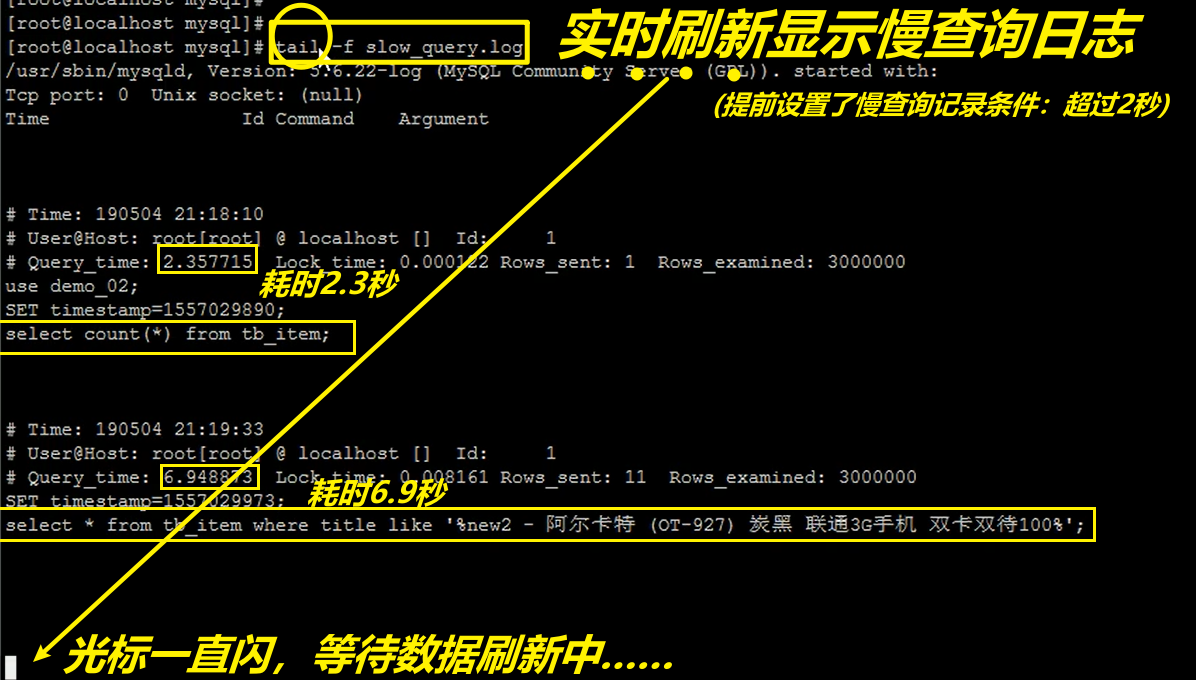 [root@localhost mysql]#
[root@localhost mysql]#
[root@localhost mysql]# tail -f slow_query.log
实时刷新显示慢查询日志
/usr/sbin/mysqld, Version: 5.6.22-log (MySQL Community Server (GPL)). started with:
Tcp port: 0  Unix socket: (null)
(提前设置了慢查询记录条件：超过2秒)
Time                 Id Command    Argument
# Time: 190504 21:18:10
# User@Host: root[root] @ localhost []  Id:     1
# Query_time: 2.357715  Lock_time: 0.000122 Rows_sent: 1  Rows_examined: 3000000
耗时2.3秒
use demo_02;
SET timestamp=1557029890;
select count(*) from tb_item;
# Time: 190504 21:19:33
# User@Host: root[root] @ localhost []  Id:     1
# Query_time: 6.948873  Lock_time: 0.008161 Rows_sent: 11  Rows_examined: 3000000
耗时6.9秒
SET timestamp=1557029973;
select * from tb_item where title like '%new2 - 阿尔卡特 (OT-927) 炭黑 联通3G手机 双卡双待100%';
光标一直闪，等待数据刷新中......